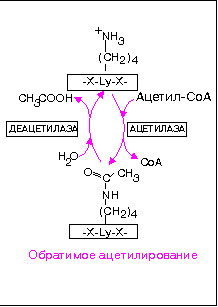 +
NH3
(CH2)4
-X-Ly-X-
CH3COOH
Ацетил-CoA
ДЕАЦЕТИЛАЗА
АЦЕТИЛАЗА
H2O
CoA
O=C CH3
NH
(CH2)4
-X-Ly-X-
Обратимое ацетилирование